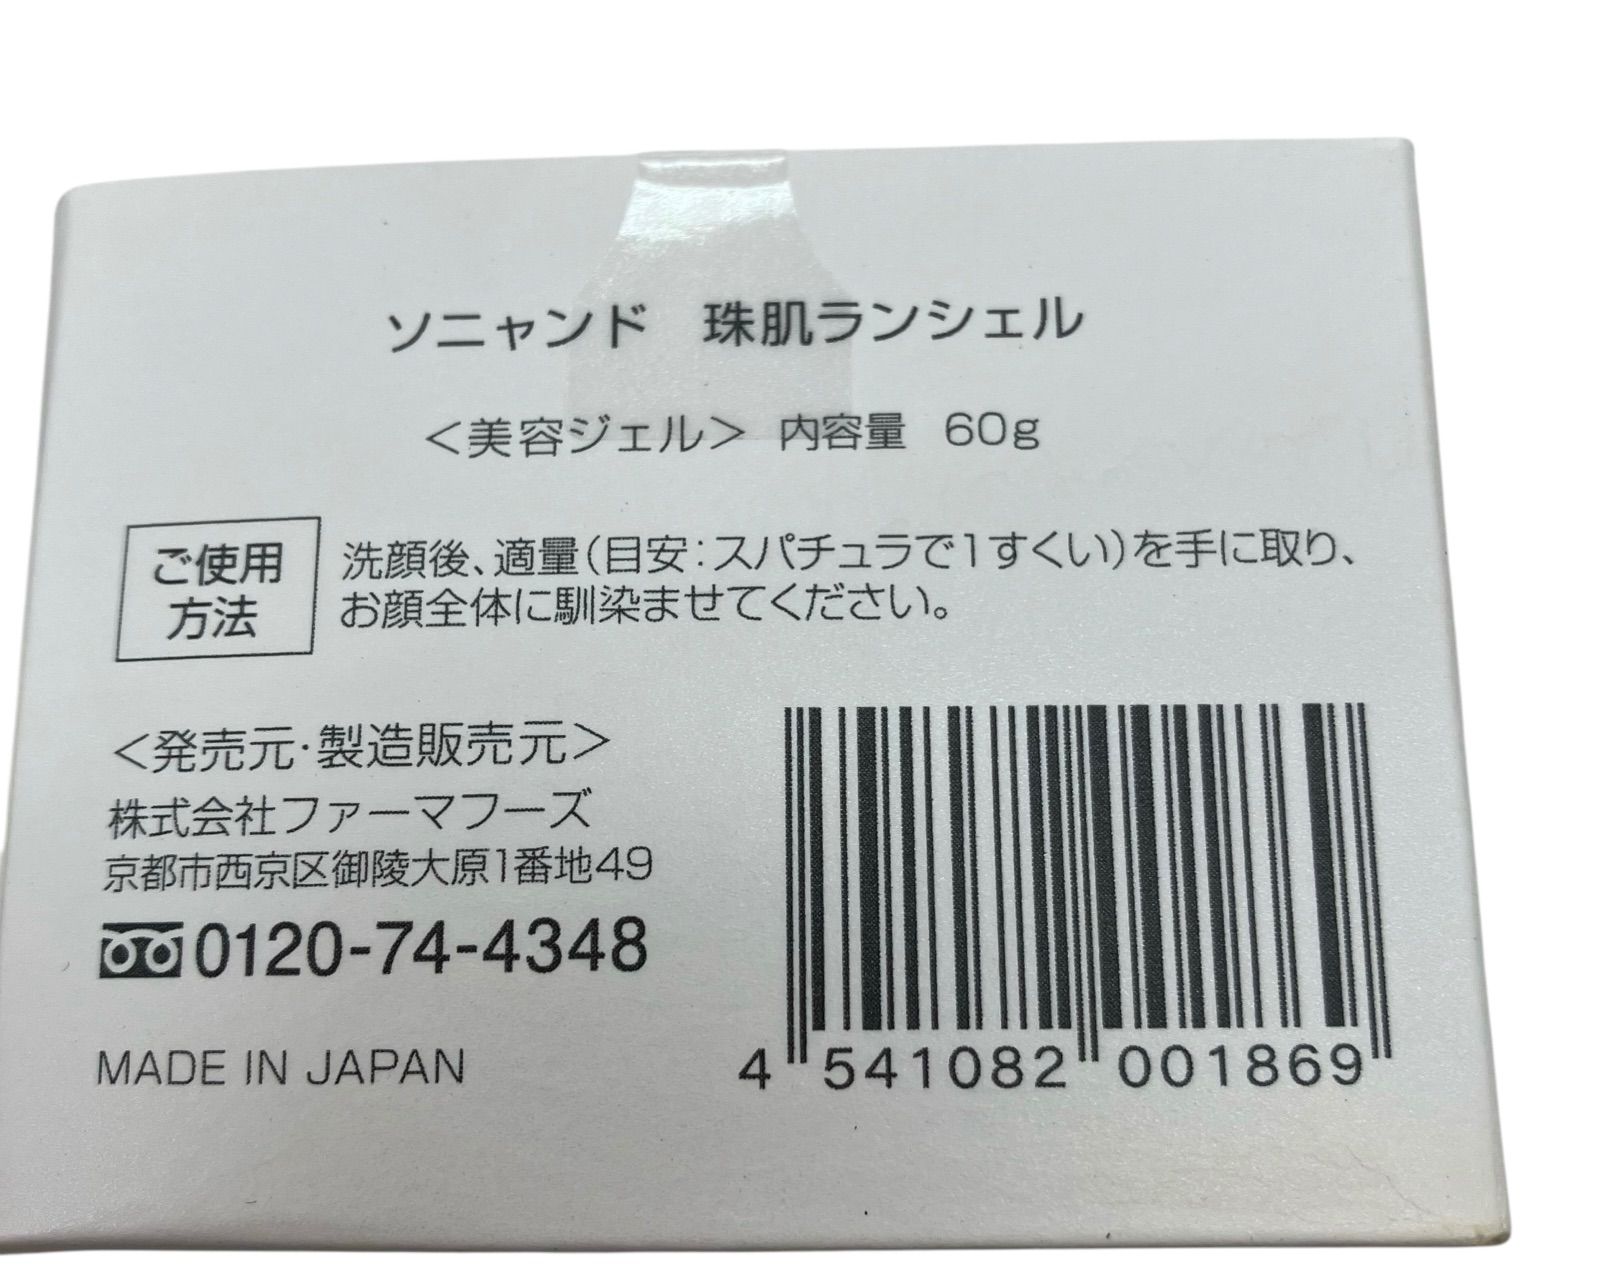 ソニャンド　珠肌ランシェル
＜美容ジェル＞ 内容量　60g
ご使用
方法
洗顔後、適量（目安：スパチュラで1すくい）を手に取り、
お顔全体に馴染ませてください。
＜発売元・製造販売元＞
株式会社ファーマフーズ
京都市西京区御陵大原1番地49
0120-74-4348
MADE IN JAPAN
4 541082 001869